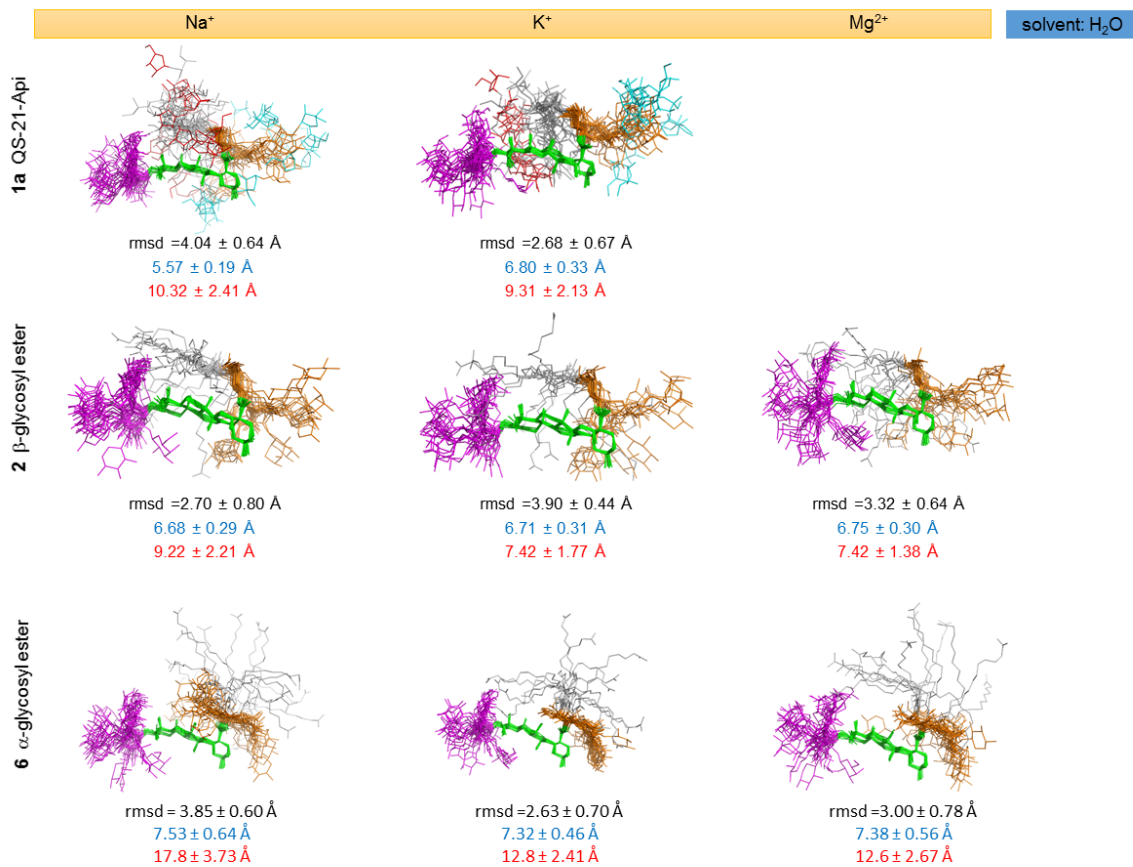 Na⁺ K⁺ Mg²⁺ solvent: H₂O
1a QS-21-Api
rmsd =4.04 ± 0.64 Å
5.57 ± 0.19 Å
10.32 ± 2.41 Å
rmsd =2.68 ± 0.67 Å
6.80 ± 0.33 Å
9.31 ± 2.13 Å
2 β-glycosyl ester
rmsd =2.70 ± 0.80 Å
6.68 ± 0.29 Å
9.22 ± 2.21 Å
rmsd =3.90 ± 0.44 Å
6.71 ± 0.31 Å
7.42 ± 1.77 Å
rmsd =3.32 ± 0.64 Å
6.75 ± 0.30 Å
7.42 ± 1.38 Å
6 α-glycosyl ester
rmsd = 3.85 ± 0.60 Å
7.53 ± 0.64 Å
17.8 ± 3.73 Å
rmsd =2.63 ± 0.70 Å
7.32 ± 0.46 Å
12.8 ± 2.41 Å
rmsd =3.00 ± 0.78 Å
7.38 ± 0.56 Å
12.6 ± 2.67 Å